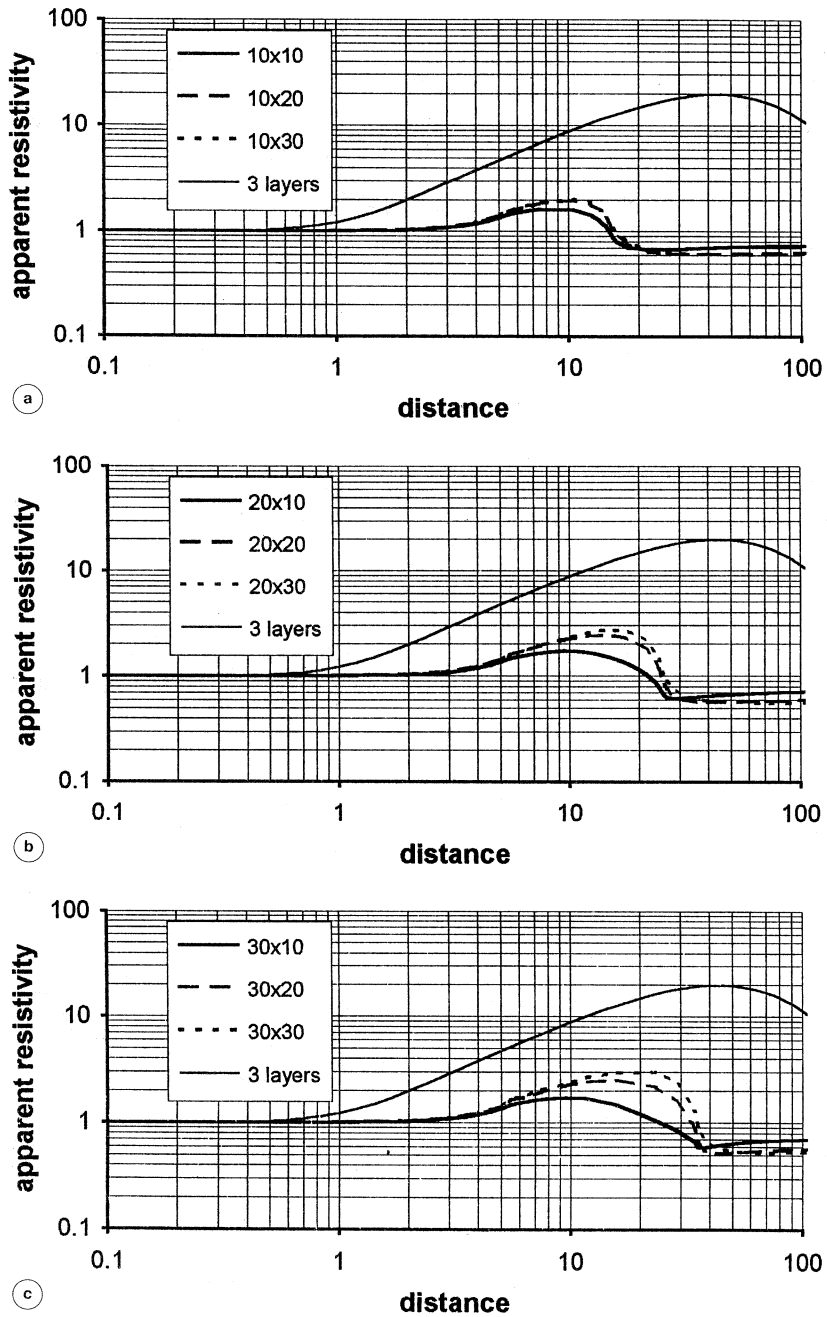 100
10
1
0.1
apparent resistivity
10x10
10x20
10x30
3 layers
0.1 1 10 100
distance
a
100
10
1
0.1
apparent resistivity
20x10
20x20
20x30
3 layers
0.1 1 10 100
distance
b
100
10
1
0.1
apparent resistivity
30x10
30x20
30x30
3 layers
0.1 1 10 100
distance
c